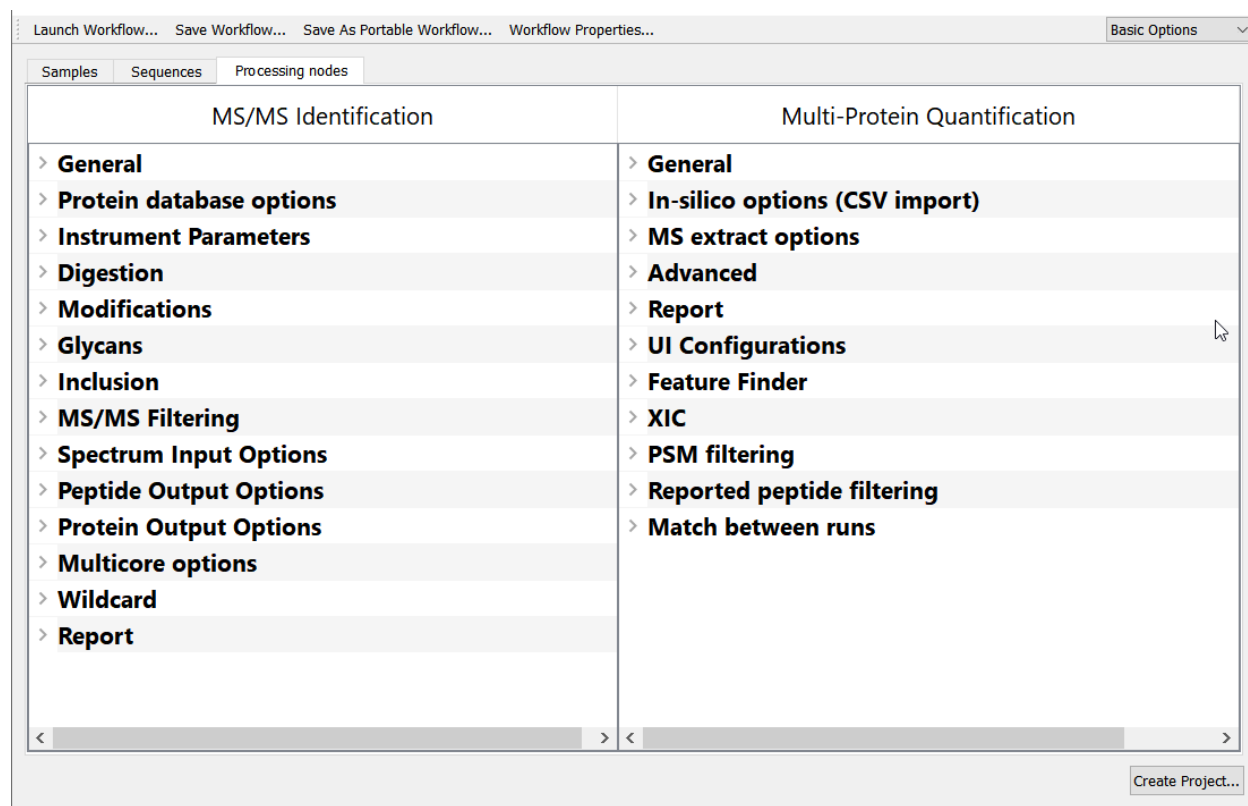 Launch Workflow... Save Workflow... Save As Portable Workflow... Workflow Properties... Basic Options
Samples Sequences Processing nodes
MS/MS Identification Multi-Protein Quantification
General General
Protein database options In-silico options (CSV import)
Instrument Parameters MS extract options
Digestion Advanced
Modifications Report
Glycans UI Configurations
Inclusion Feature Finder
MS/MS Filtering XIC
Spectrum Input Options PSM filtering
Peptide Output Options Reported peptide filtering
Protein Output Options Match between runs
Multicore options
Wildcard
Report
Create Project...